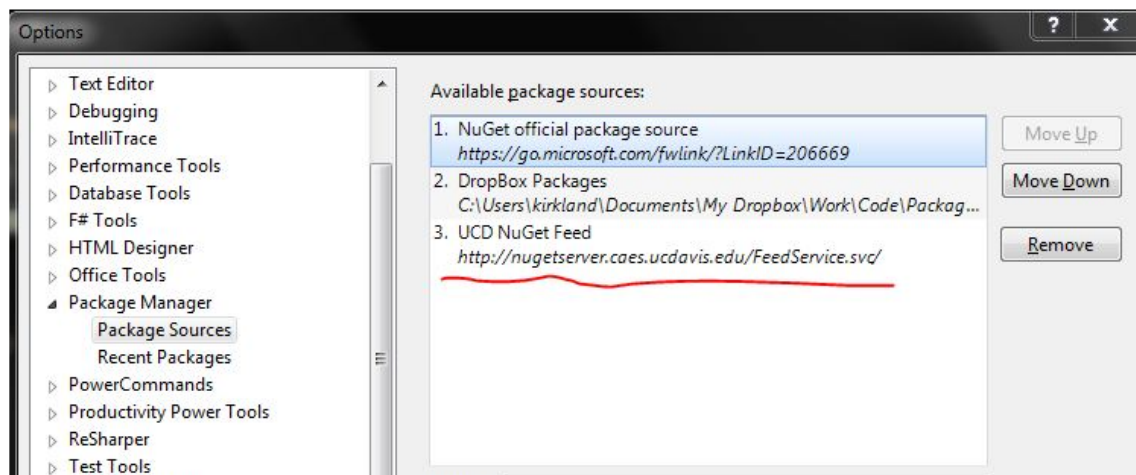 Options
? X
Text Editor
Debugging
IntelliTrace
Performance Tools
Database Tools
F# Tools
HTML Designer
Office Tools
Package Manager
Package Sources
Recent Packages
PowerCommands
Productivity Power Tools
ReSharper
Test Tools
Available package sources:
1. NuGet official package source
https://go.microsoft.com/fwlink/?LinkID=206669
2. DropBox Packages
C:\Users\kirkland\Documents\My Dropbox\Work\Code\Packag...
3. UCD NuGet Feed
http://nugetserver.caes.ucdavis.edu/FeedService.svc/
Move Up
Move Down
Remove